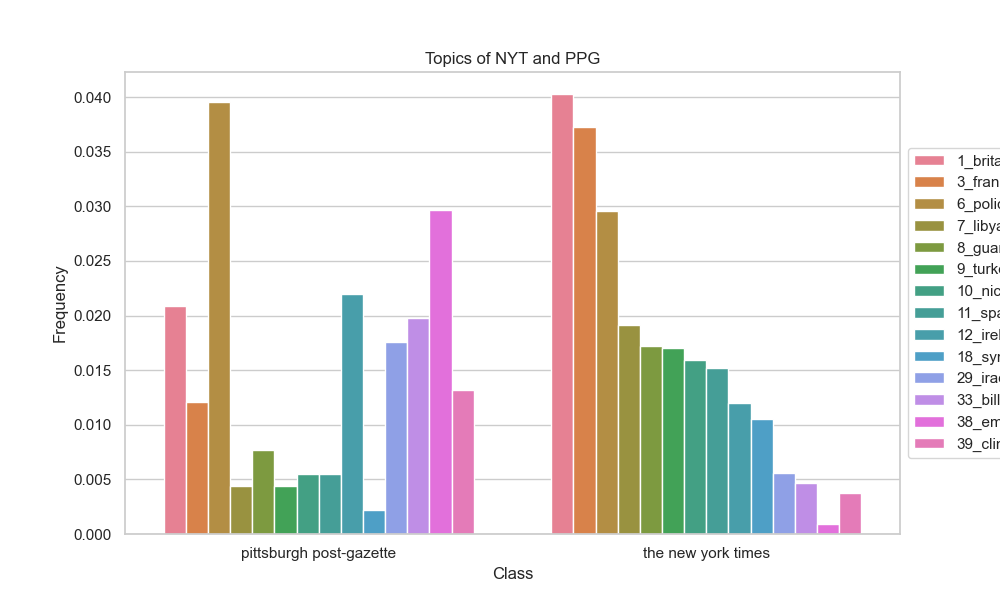 Topics of NYT and PPG
0.040
0.035
0.030
0.025
0.020
0.015
0.010
0.005
0.000
Frequency
pittsburgh post-gazette
the new york times
Class
1_brita
3_fran
6_polic
7_libya
8_guar
9_turke
10_nic
11_spa
12_irel
18_syr
29_iraq
33_bill
38_em
39_clin